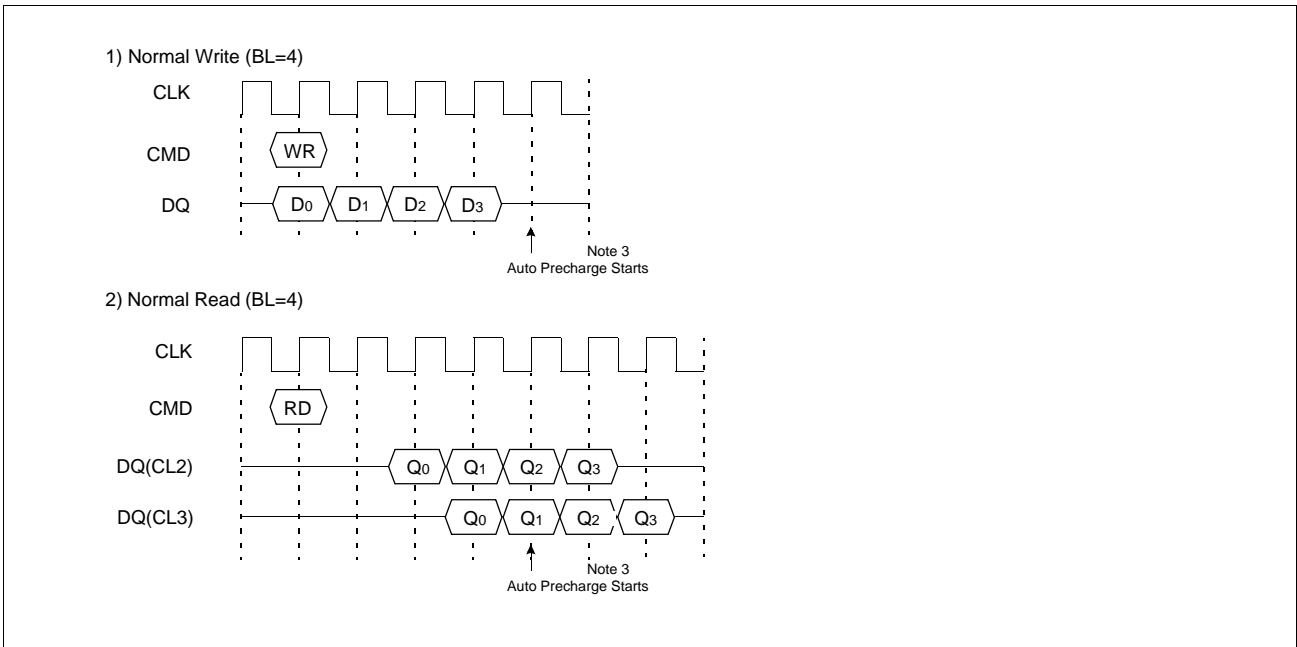 1) Normal Write (BL=4)
CLK
CMD WR
DQ D0 D1 D2 D3
Note 3
Auto Precharge Starts
2) Normal Read (BL=4)
CLK
CMD RD
DQ(CL2) Q0 Q1 Q2 Q3
DQ(CL3) Q0 Q1 Q2 Q3
Note 3
Auto Precharge Starts